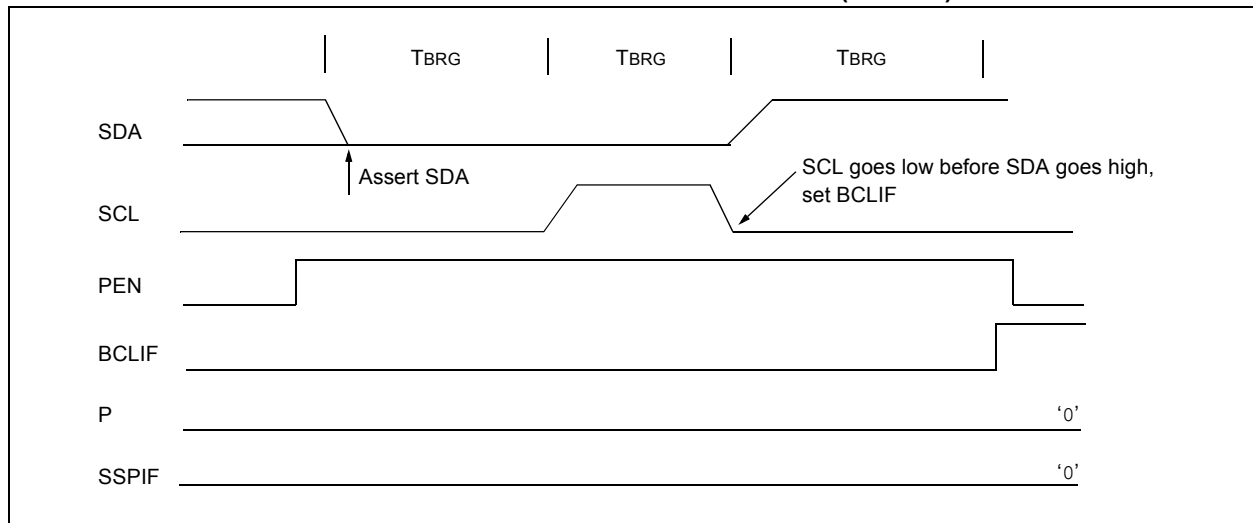 TBRG TBRG TBRG
SDA
Assert SDA
SCL goes low before SDA goes high,
set BCLIF
SCL
PEN
BCLIF
P '0'
SSPIF '0'